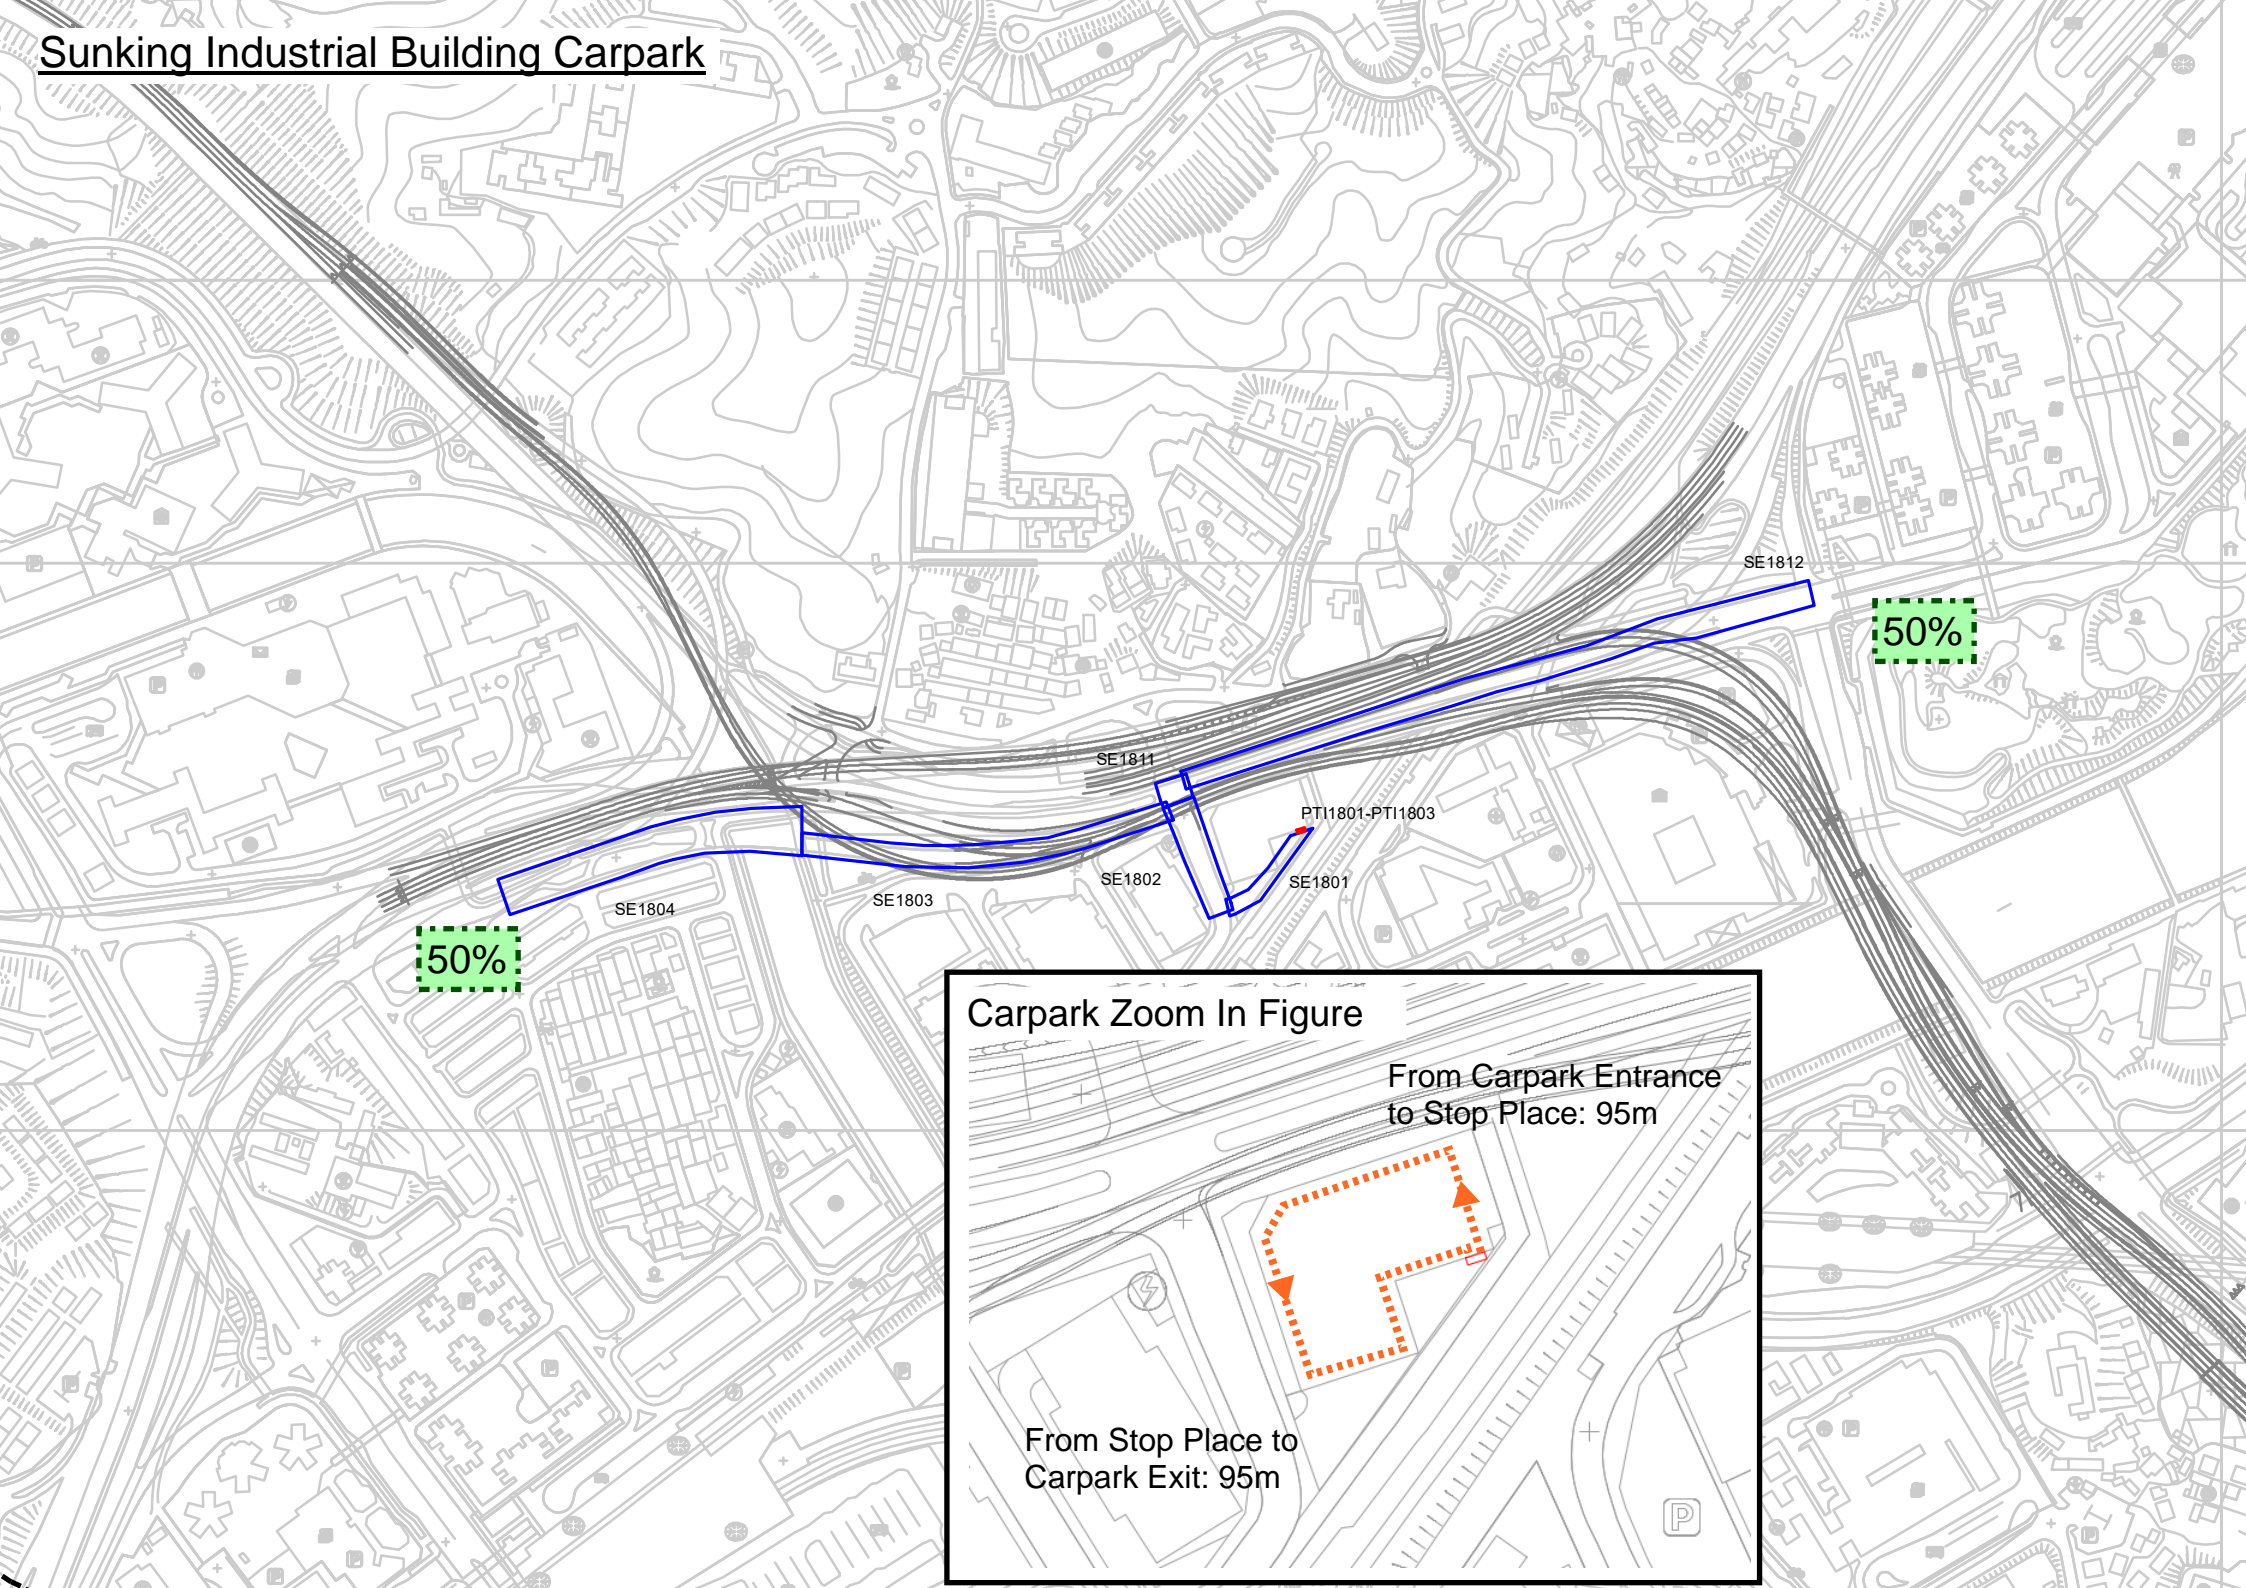 Sunking Industrial Building Carpark
SE1812
50%
SE1811
PTI1801-PTI1803
SE1802
SE1801
SE1803
SE1804
50%
Carpark Zoom In Figure
From Carpark Entrance
to Stop Place: 95m
From Stop Place to
Carpark Exit: 95m
P